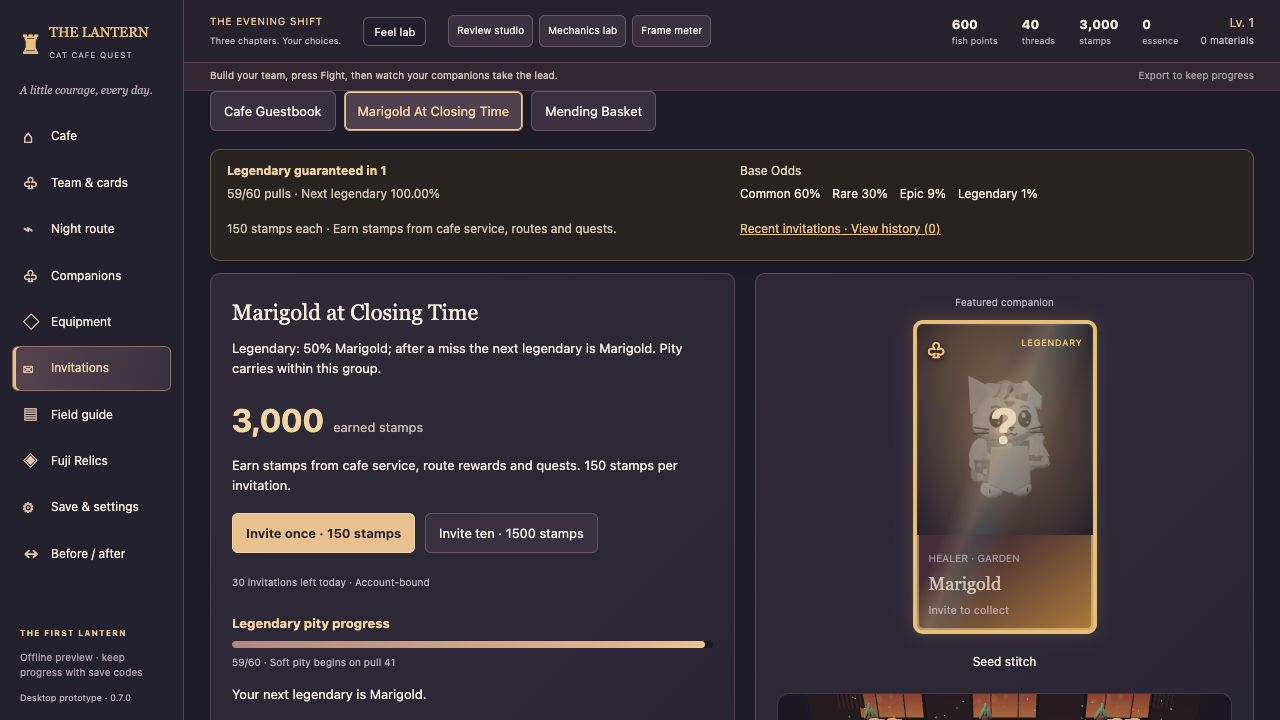 THE LANTERN
CAT CAFE QUEST
A little courage, every day.
Cafe
Team & cards
Night route
Companions
Equipment
Invitations
Field guide
Fuji Relics
Save & settings
Before / after
THE FIRST LANTERN
Offline preview · keep
progress with save codes
Desktop prototype · 0.7.0
THE EVENING SHIFT
Three chapters. Your choices.
Feel lab
Review studio
Mechanics lab
Frame meter
600
fish points
40
threads
3,000
stamps
0
essence
Lv. 1
0 materials
Build your team, press Fight, then watch your companions take the lead.
Export to keep progress
Cafe Guestbook
Marigold At Closing Time
Mending Basket
Legendary guaranteed in 1
59/60 pulls · Next legendary 100.00%
150 stamps each · Earn stamps from cafe service, routes and quests.
Base Odds
Common 60% Rare 30% Epic 9% Legendary 1%
Recent invitations · View history (0)
Marigold at Closing Time
Legendary: 50% Marigold; after a miss the next legendary is Marigold. Pity
carries within this group.
3,000 earned stamps
Earn stamps from cafe service, route rewards and quests. 150 stamps per
invitation.
Invite once · 150 stamps
Invite ten · 1500 stamps
30 invitations left today · Account-bound
Legendary pity progress
59/60 · Soft pity begins on pull 41
Your next legendary is Marigold.
Featured companion
LEGENDARY
?
HEALER · GARDEN
Marigold
Invite to collect
Seed stitch